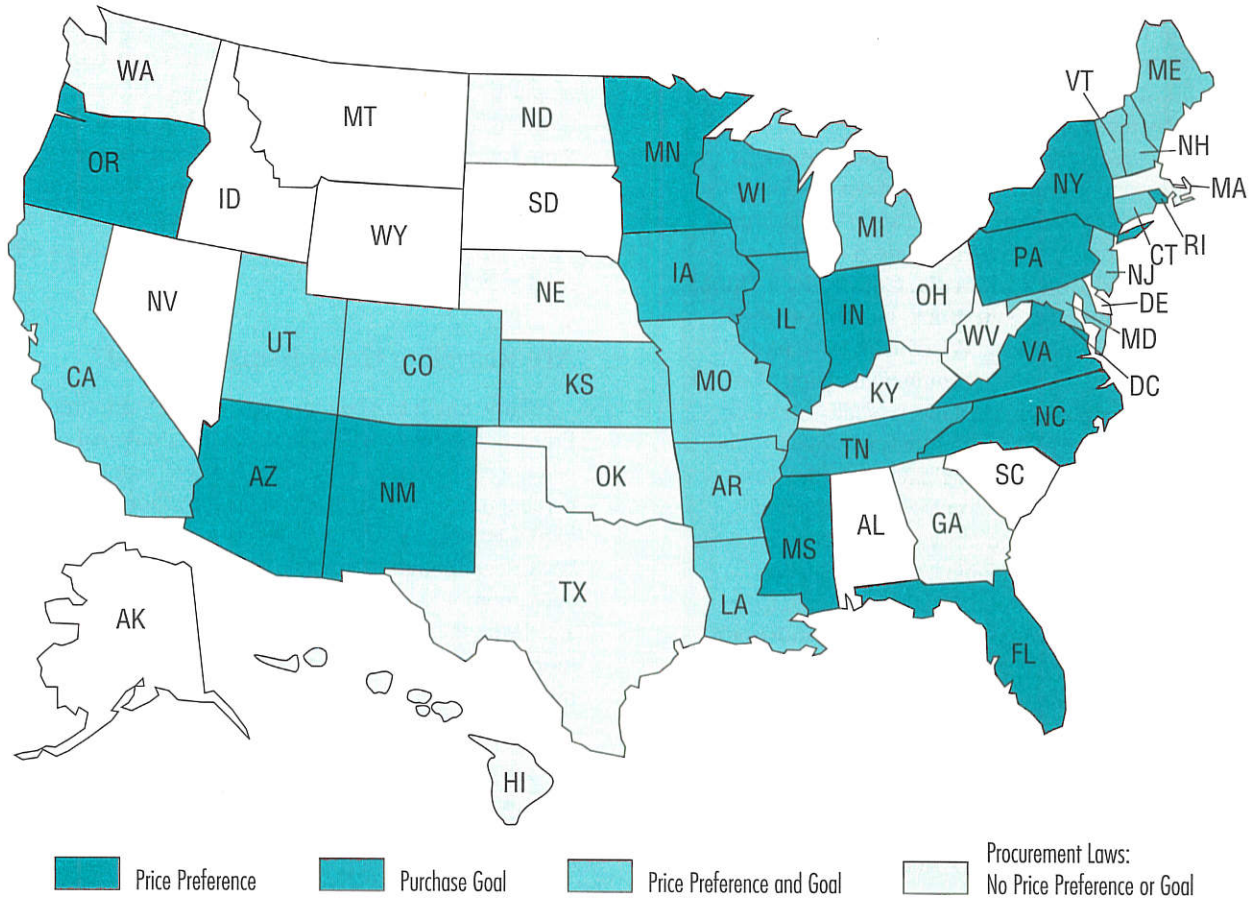 WA
MT
ND
MN
VT
ME
OR
ID
SD
WI
NY
NH
MA
WY
MI
RI
CT
IA
PA
NJ
NV
NE
OH
DE
UT
IL
IN
WV
MD
CA
CO
KS
MO
VA
DC
KY
NC
TN
AZ
NM
OK
AR
SC
MS
AL
GA
TX
LA
AK
FL
HI
Price Preference
Purchase Goal
Price Preference and Goal
Procurement Laws:
No Price Preference or Goal